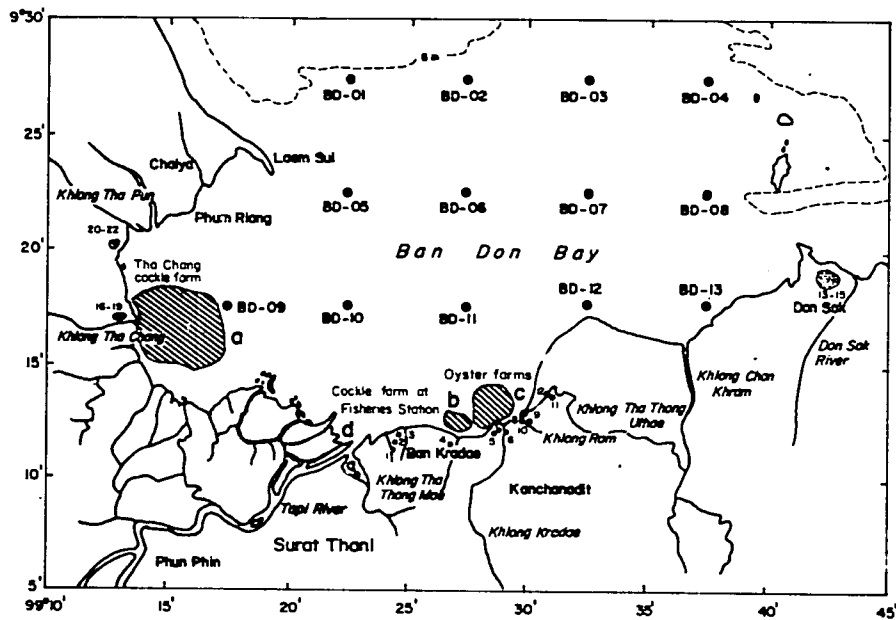 9° 30'
6 m
BD-01
BD-02
BD-03
BD-04
25'
Chaiya
Laem Sui
Khlong Tha Pun
BD-05
BD-06
BD-07
BD-08
Phum Riang
20-22
20'
Ban Don Bay
Tha Chang
cockle farm
BD-12
BD-13
13-15
Don Sak
16-19
BD-09
BD-10
BD-11
Khlong Tha Chang
a
15'
Don Sak
River
Oyster farms
Khlong Chan
Khram
Cockle farm at
Fisheries Station
b
c
Khlong Tha Thong
Uthae
d
Khlong Ram
Ban Kradae
10'
Khlong Tha
Thong Mae
Kanchanadit
Tapi River
Khlong Kradae
Surat Thani
Phun Phin
5'
99° 10'
15'
20'
25'
30'
35'
40'
45'